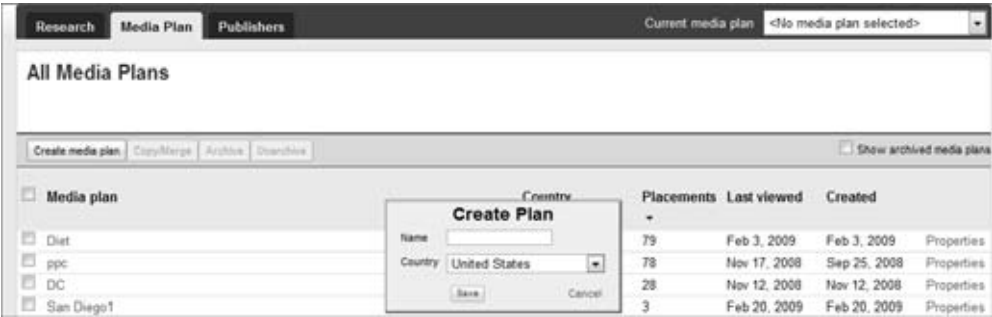 Research Media Plan Publishers Current media plan <No media plan selected>
All Media Plans
Create media plan Copy/Merge Archive Unarchive Show archived media plans
Media plan Country Placements Last viewed Created
Create Plan
Name
Country United States
Save Cancel
Diet 79 Feb 3, 2009 Feb 3, 2009 Properties
ppc 78 Nov 17, 2008 Sep 25, 2008 Properties
DC 28 Nov 12, 2008 Nov 12, 2008 Properties
San Diego1 3 Feb 20, 2009 Feb 20, 2009 Properties